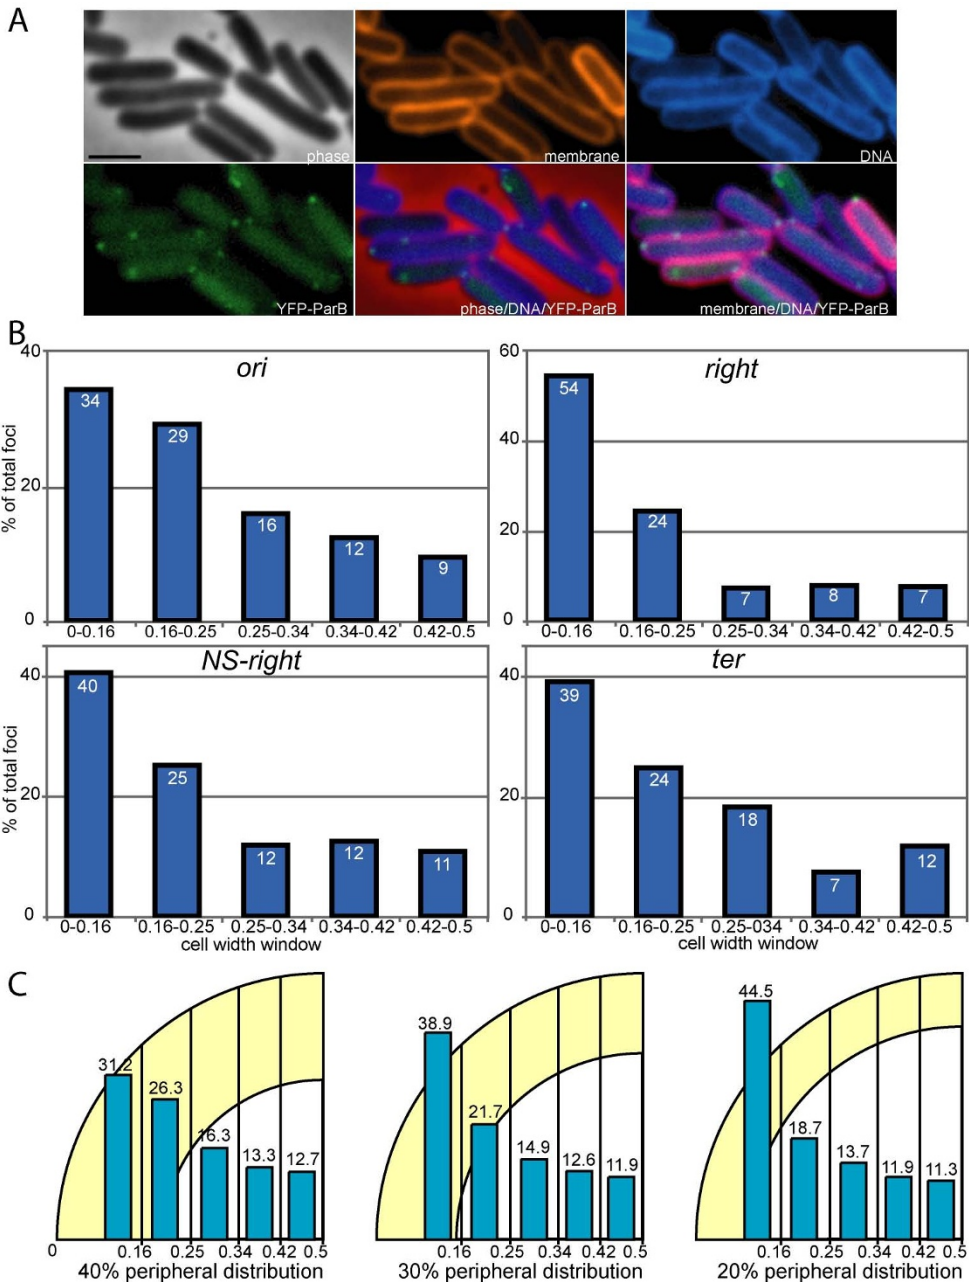 A
phase
membrane
DNA
YFP-ParB
phase/DNA/YFP-ParB
membrane/DNA/YFP-ParB
B
ori
% of total foci
40
20
0
34
29
16
12
9
0-0.16 0.16-0.25 0.25-0.34 0.34-0.42 0.42-0.5
right
60
40
20
0
54
24
7
8
7
0-0.16 0.16-0.25 0.25-0.34 0.34-0.42 0.42-0.5
NS-right
% of total foci
40
20
0
40
25
12
12
11
0-0.16 0.16-0.25 0.25-0.34 0.34-0.42 0.42-0.5
cell width window
ter
40
20
0
39
24
18
7
12
0-0.16 0.16-0.25 0.25-034 0.34-0.42 0.42-0.5
cell width window
C
31.2
26.3
16.3
13.3
12.7
0 0.16 0.25 0.34 0.42 0.5
40% peripheral distribution
38.9
21.7
14.9
12.6
11.9
0.16 0.25 0.34 0.42 0.5
30% peripheral distribution
44.5
18.7
13.7
11.9
11.3
0.16 0.25 0.34 0.42 0.5
20% peripheral distribution